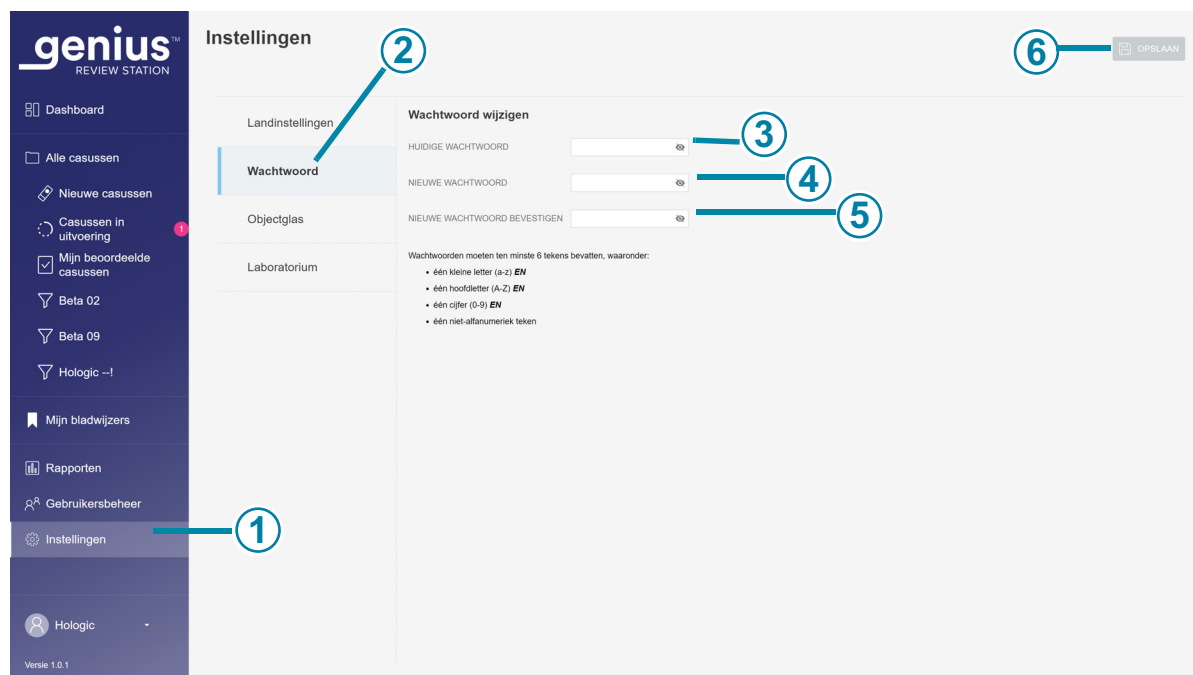 genius™
REVIEW STATION
Dashboard
Alle casussen
Nieuwe casussen
Casussen in
uitvoering
1
Mijn beoordeelde
casussen
Beta 02
Beta 09
Hologic --!
Mijn bladwijzers
Rapporten
Gebruikersbeheer
Instellingen
Hologic
Versie 1.0.1
Instellingen
OPSLAAN
Landinstellingen
Wachtwoord
Objectglas
Laboratorium
Wachtwoord wijzigen
HUIDIGE WACHTWOORD
NIEUWE WACHTWOORD
NIEUWE WACHTWOORD BEVESTIGEN
Wachtwoorden moeten ten minste 6 tekens bevatten, waaronder:
• één kleine letter (a-z) EN
• één hoofdletter (A-Z) EN
• één cijfer (0-9) EN
• één niet-alfanumeriek teken
1
2
3
4
5
6